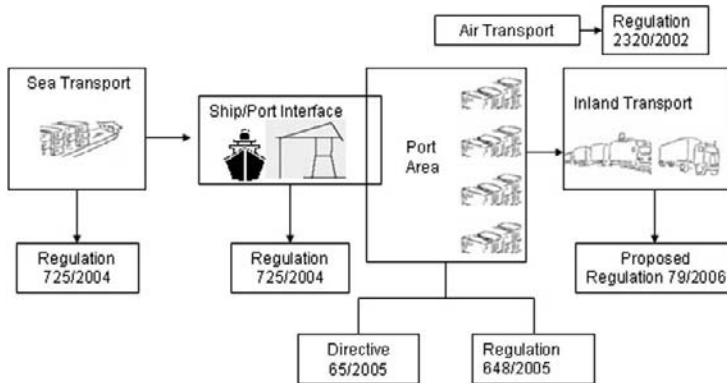 Air Transport
Regulation
2320/2002
Sea Transport
Ship/Port Interface
Port
Area
Inland Transport
Regulation
725/2004
Regulation
725/2004
Proposed
Regulation 79/2006
Directive
65/2005
Regulation
648/2005